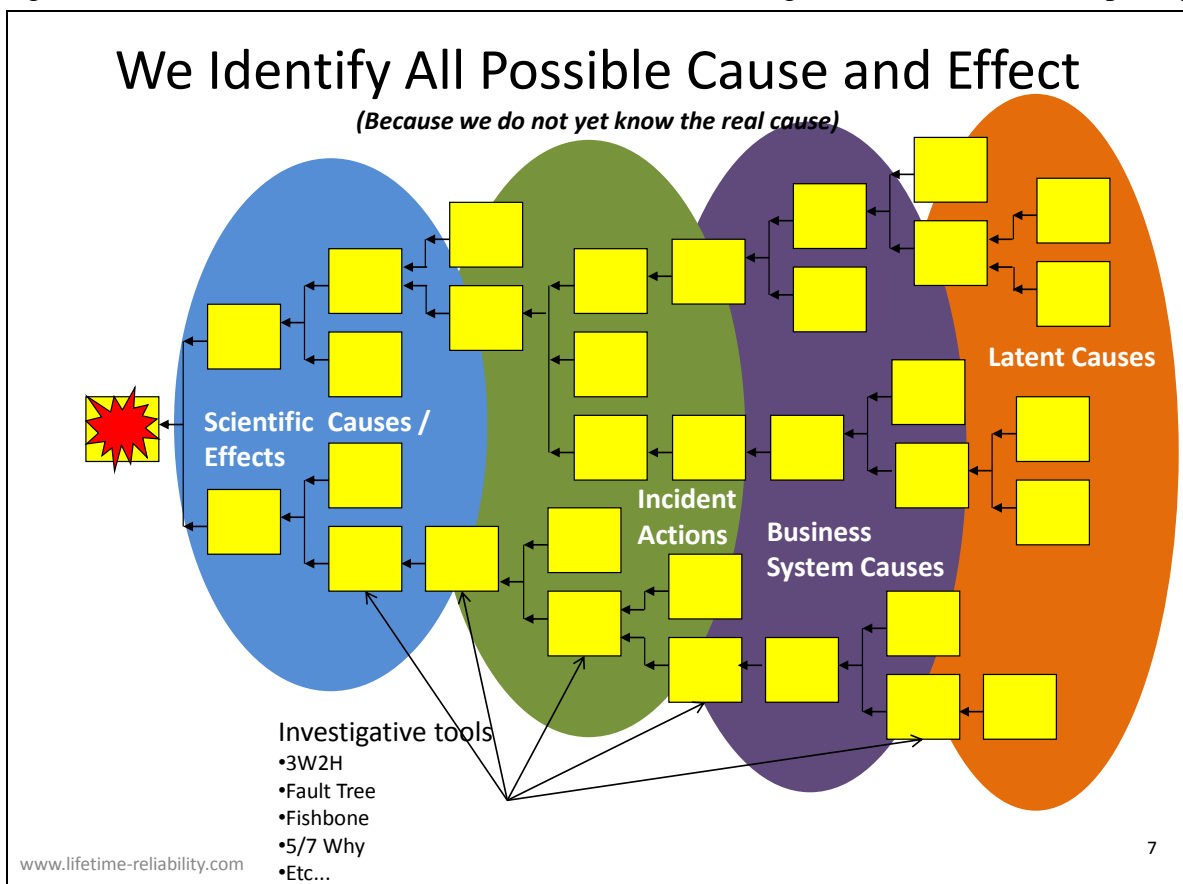 We Identify All Possible Cause and Effect
(Because we do not yet know the real cause)
Latent Causes
Scientific Causes /
Effects
Incident
Actions
Business
System Causes
Investigative tools
•3W2H
•Fault Tree
•Fishbone
•5/7 Why
•Etc...
www.lifetime-reliability.com
7